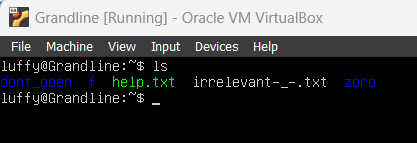 Grandline [Running] - Oracle VM VirtualBox
File Machine View Input Devices Help
luffy@Grandline:~$ ls
dont_open f help.txt irrelevant-_-.txt zoro
luffy@Grandline:~$ _